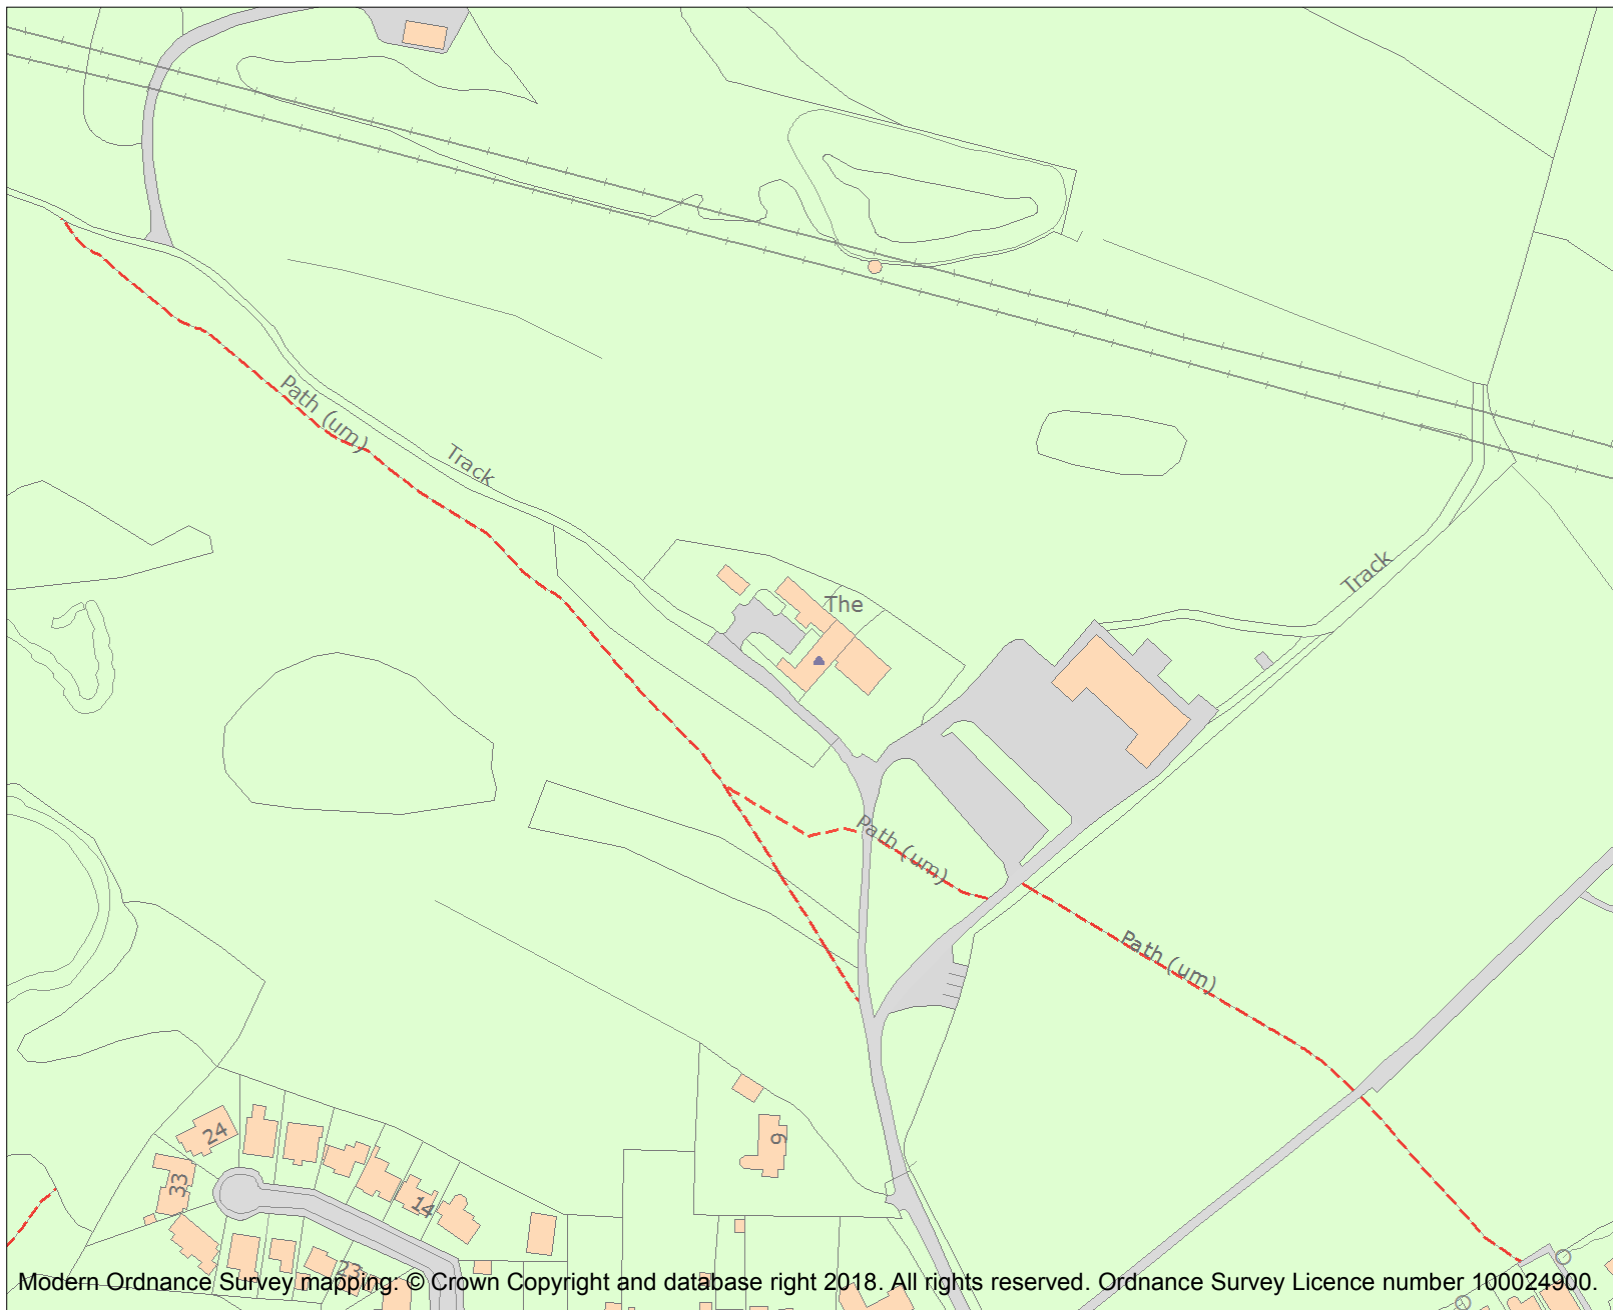 Path (um)
Track
The
Track
Path (um)
Path (um)
24
33
14
9
23
Modern Ordnance Survey mapping: © Crown Copyright and database right 2018. All rights reserved. Ordnance Survey Licence number 100024900.